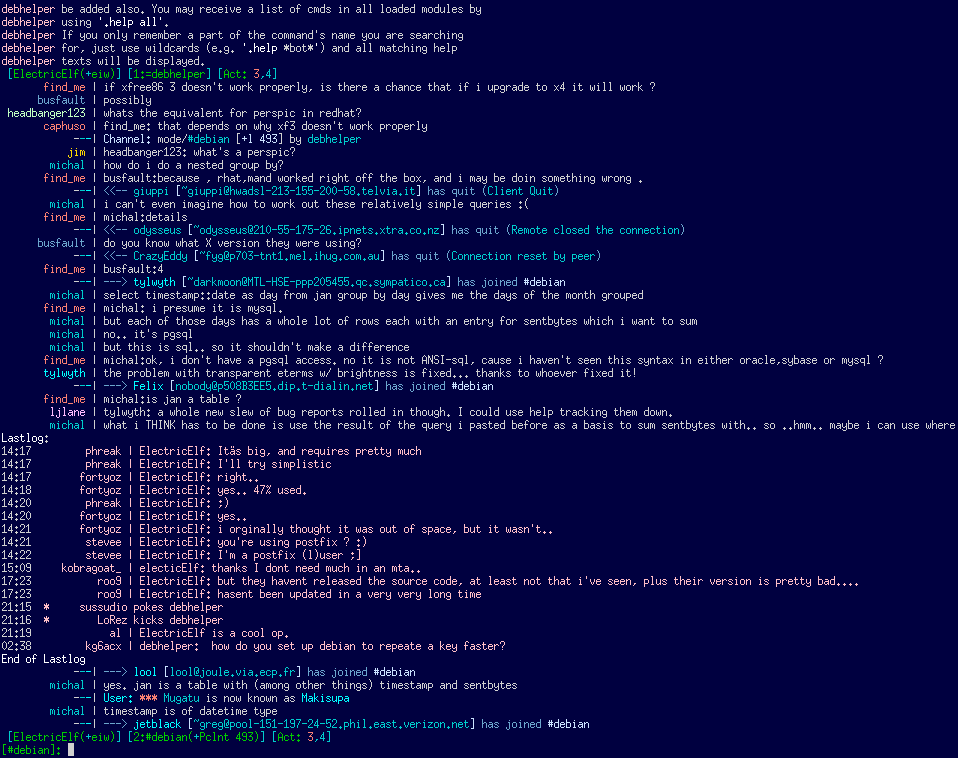 debhelper be added also. You may receive a list of cmds in all loaded modules by
debhelper using '.help all'.
debhelper If you only remember a part of the command's name you are searching
debhelper for, just use wildcards (e.g. '.help *bot*') and all matching help
debhelper texts will be displayed.
[ElectricElf(+eiw)] [1:=debhelper] [Act: 3,4]
find_me | if xfree86 3 doesn't work properly, is there a chance that if i upgrade to x4 it will work ?
busfault | possibly
headbanger123 | whats the equivalent for perspic in redhat?
caphuso | find_me: that depends on why xf3 doesn't work properly
---| Channel: mode/#debian [+l 493] by debhelper
jim | headbanger123: what's a perspic?
michal | how do i do a nested group by?
find_me | busfault:because , rhat,mand worked right off the box, and i may be doin something wrong .
---| <<-- giuppi [~giuppi@hwadsl-213-155-200-58.telvia.it] has quit (Client Quit)
michal | i can't even imagine how to work out these relatively simple queries :(
find_me | michal:details
---| <<-- odysseus [~odysseus@210-55-175-26.ipnets.xtra.co.nz] has quit (Remote closed the connection)
busfault | do you know what X version they were using?
---| <<-- CrazyEddy [~fyg@p703-tnt1.mel.ihug.com.au] has quit (Connection reset by peer)
find_me | busfault:4
---| ---> tylwyth [~darkmoon@MTL-HSE-ppp205455.qc.sympatico.ca] has joined #debian
michal | select timestamp::date as day from jan group by day gives me the days of the month grouped
find_me | michal: i presume it is mysql.
michal | but each of those days has a whole lot of rows each with an entry for sentbytes which i want to sum
michal | no.. it's pgsql
michal | but this is sql.. so it shouldn't make a difference
find_me | michal:ok, i don't have a pgsql access. no it is not ANSI-sql, cause i haven't seen this syntax in either oracle,sybase or mysql ?
tylwyth | the problem with transparent eterms w/ brightness is fixed... thanks to whoever fixed it!
---| ---> Felix [nobody@p508B3EE5.dip.t-dialin.net] has joined #debian
find_me | michal:is jan a table ?
ljlane | tylwyth: a whole new slew of bug reports rolled in though. I could use help tracking them down.
michal | what i THINK has to be done is use the result of the query i pasted before as a basis to sum sentbytes with.. so ..hmm.. maybe i can use where
Lastlog:
14:17 phreak | ElectricElf: Itäs big, and requires pretty much
14:17 phreak | ElectricElf: I'll try simplistic
14:17 fortyoz | ElectricElf: right..
14:18 fortyoz | ElectricElf: yes.. 47% used.
14:20 phreak | ElectricElf: ;)
14:20 fortyoz | ElectricElf: yes..
14:21 fortyoz | ElectricElf: i orginally thought it was out of space, but it wasn't..
14:21 stevee | ElectricElf: you're using postfix ? :)
14:22 stevee | ElectricElf: I'm a postfix (l)user ;]
15:09 kobragoat_ | electicElf: thanks I dont need much in an mta..
17:23 roo9 | ElectricElf: but they havent released the source code, at least not that i've seen, plus their version is pretty bad....
17:23 roo9 | ElectricElf: hasent been updated in a very very long time
21:15 * sussudio pokes debhelper
21:16 * LoRez kicks debhelper
21:19 al | ElectricElf is a cool op.
02:38 kg6acx | debhelper: how do you set up debian to repeate a key faster?
End of Lastlog
---| ---> lool [lool@joule.via.ecp.fr] has joined #debian
michal | yes. jan is a table with (among other things) timestamp and sentbytes
---| User: *** Mugatu is now known as Makisupa
michal | timestamp is of datetime type
---| ---> jetblack [~greg@pool-151-197-24-52.phil.east.verizon.net] has joined #debian
[ElectricElf(+eiw)] [2:#debian(+Pclnt 493)] [Act: 3,4]
[#debian]: